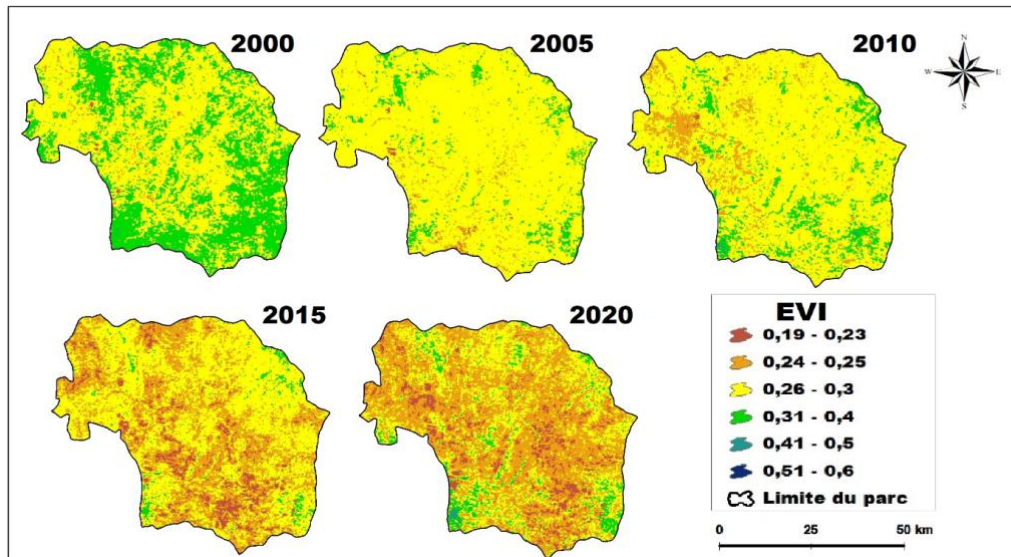 2000
2005
2010
N
W
E
S
2015
2020
EVI
0,19 - 0,23
0,24 - 0,25
0,26 - 0,3
0,31 - 0,4
0,41 - 0,5
0,51 - 0,6
Limite du parc
0 25 50 km